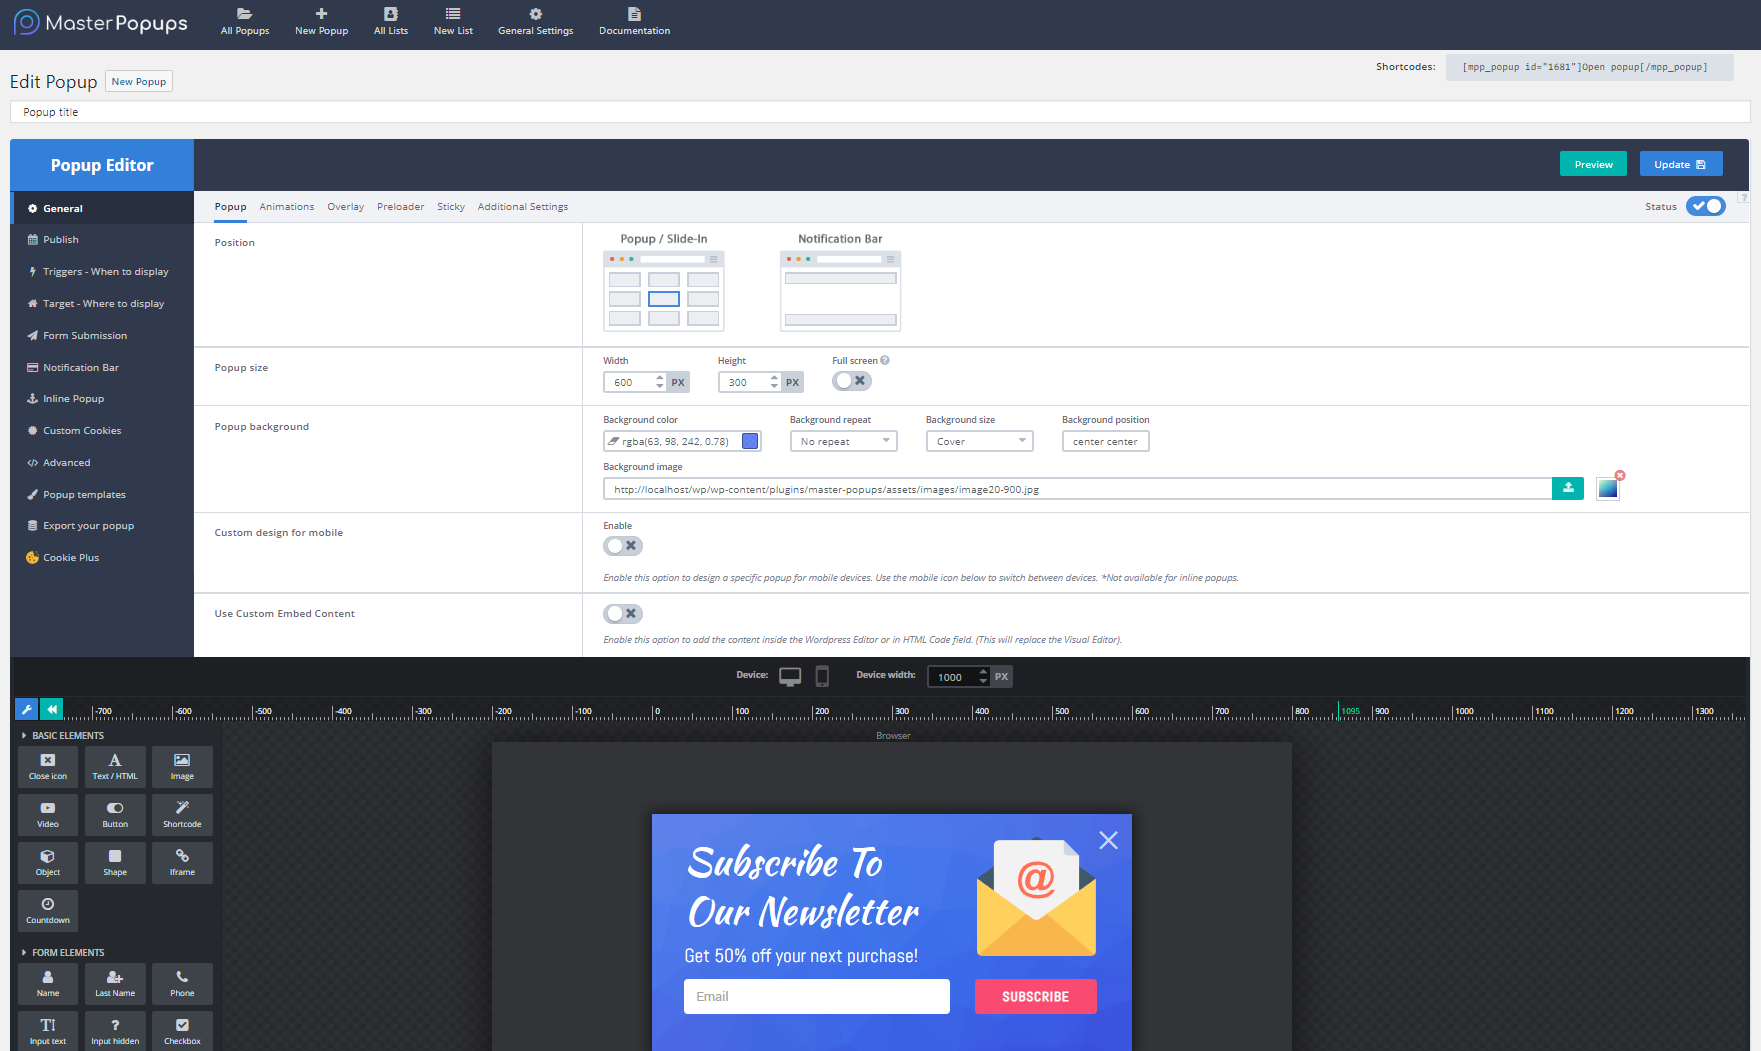 MasterPopups
All Popups
New Popup
All Lists
New List
General Settings
Documentation
Edit Popup
New Popup
Shortcodes:
[mpp_popup id="1681"]Open popup[/mpp_popup]
Popup title
Popup Editor
Preview
Update
General
Publish
Triggers - When to display
Target - Where to display
Form Submission
Notification Bar
Inline Popup
Custom Cookies
Advanced
Popup templates
Export your popup
Cookie Plus
Popup
Animations
Overlay
Preloader
Sticky
Additional Settings
Status
?
Position
Popup / Slide-In
Notification Bar
Popup size
Width
Height
Full screen ?
600 PX
300 PX
Popup background
Background color
Background repeat
Background size
Background position
rgba(63, 98, 242, 0.78)
No repeat
Cover
center center
Background image
http://localhost/wp/wp-content/plugins/master-popups/assets/images/image20-900.jpg
Custom design for mobile
Enable
Enable this option to design a specific popup for mobile devices. Use the mobile icon below to switch between devices. *Not available for inline popups.
Use Custom Embed Content
Enable this option to add the content inside the Wordpress Editor or in HTML Code field. (This will replace the Visual Editor).
Device:
Device width:
1000 PX
-700 -600 -500 -400 -300 -200 -100 0 100 200 300 400 500 600 700 800 1095 900 1000 1100 1200 1300
Browser
BASIC ELEMENTS
Close icon
Text / HTML
Image
Video
Button
Shortcode
Object
Shape
Iframe
Countdown
FORM ELEMENTS
Name
Last Name
Phone
Input text
Input hidden
Checkbox
Subscribe To
Our Newsletter
@
Get 50% off your next purchase!
Email
SUBSCRIBE